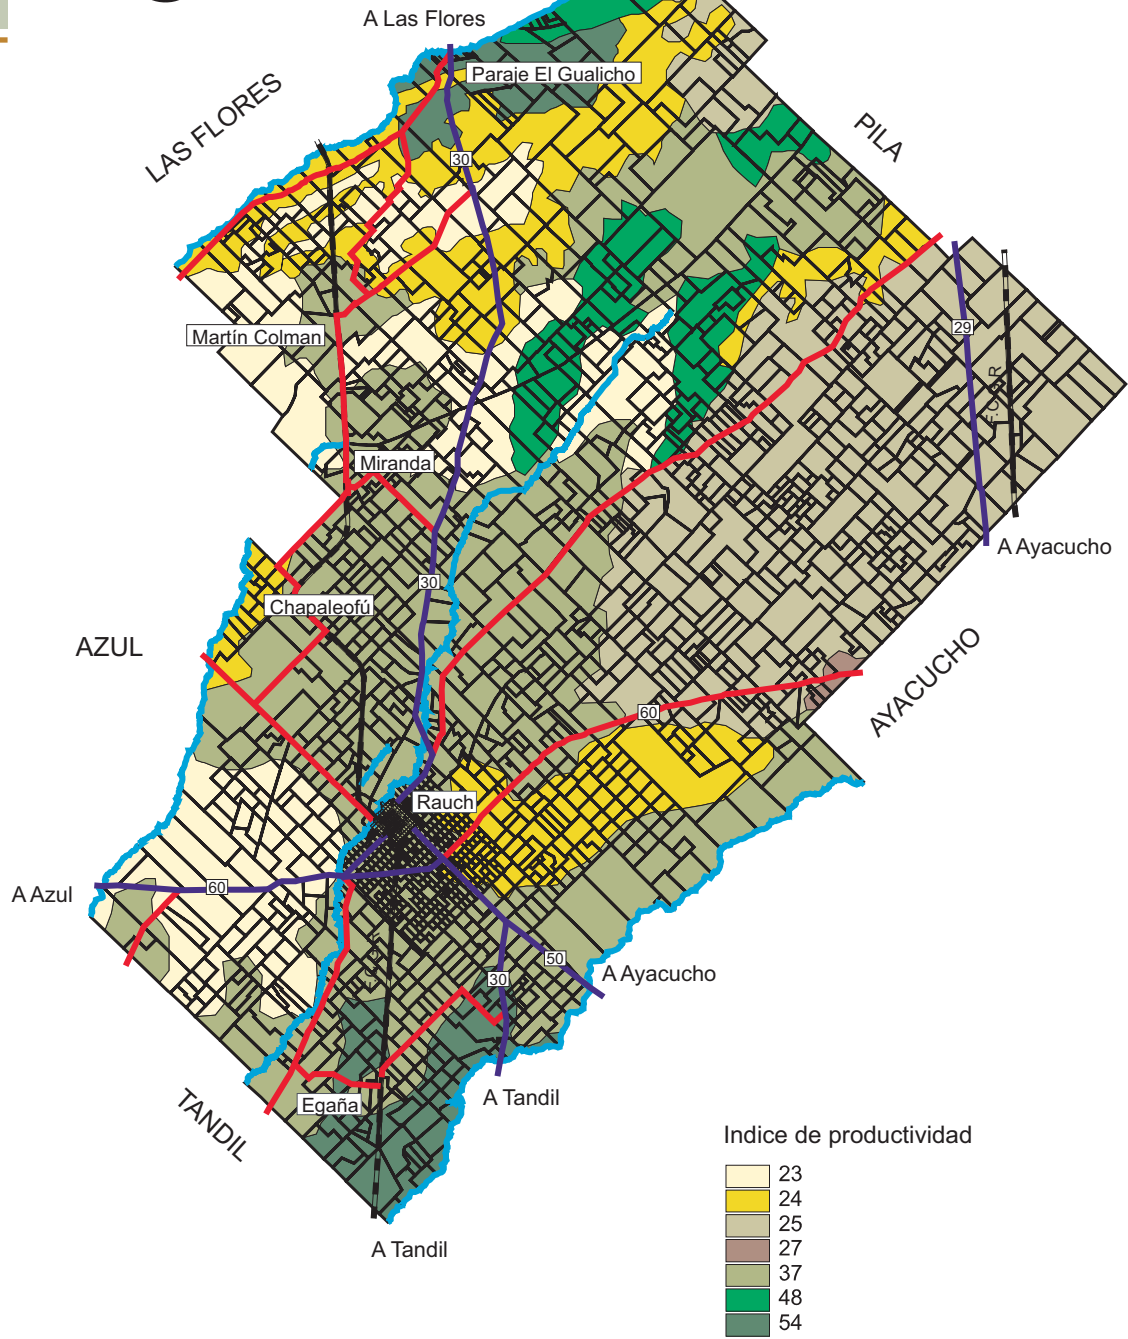 A Las Flores
Paraje El Gualicho
LAS FLORES
PILA
30
29
Martín Colman
F.C.G.R
Miranda
A Ayacucho
30
Chapaleofú
AZUL
AYACUCHO
60
Rauch
A Azul
60
50
A Ayacucho
30
TANDIL
A Tandil
Egaña
A Tandil
Indice de productividad
23
24
25
27
37
48
54